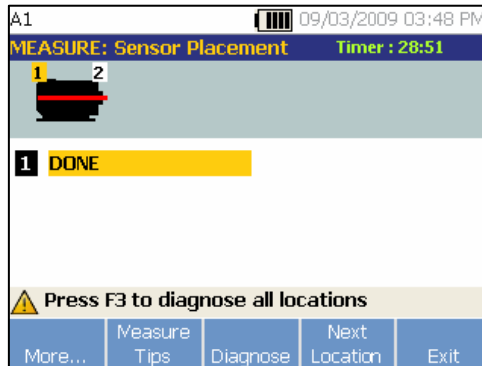 A1 09/03/2009 03:48 PM
MEASURE: Sensor Placement Timer : 28:51
1 2
1 DONE
Press F3 to diagnose all locations
More... Measure Tips Diagnose Next Location Exit